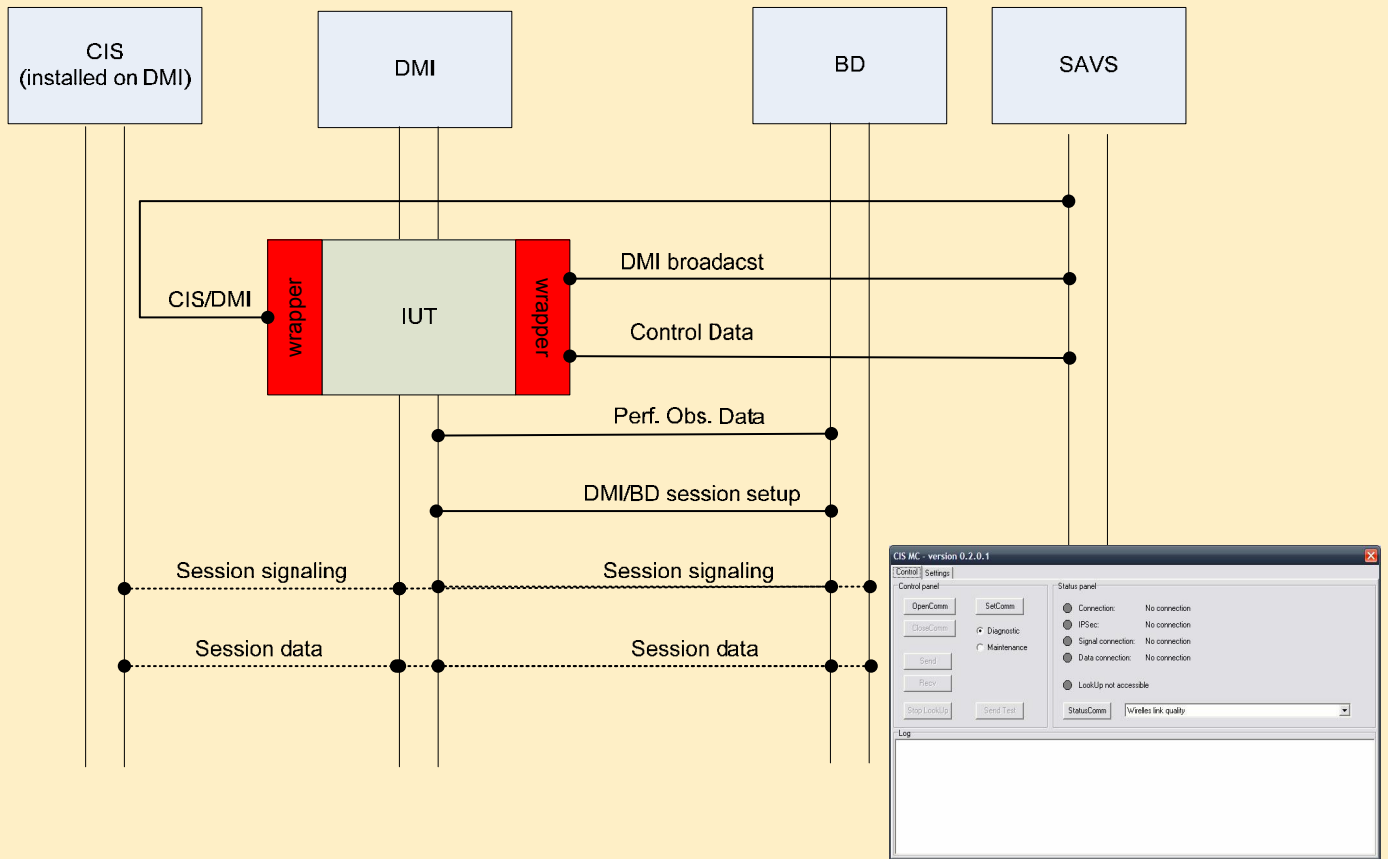 CIS
(installed on DMI)
DMI
BD
SAVS
DMI broadacst
CIS/DMI
wrapper
IUT
wrapper
Control Data
Perf. Obs. Data
DMI/BD session setup
Session signaling
Session signaling
Session data
Session data
CIS MC - version 0.2.0.1
Control
Settings
Control panel
OpenComm
SetComm
CloseComm
Diagnostic
Maintenance
Send
Recv
Stop LookUp
Send Test
Status panel
Connection: No connection
IPSec: No connection
Signal connection: No connection
Data connection: No connection
LookUp not accessible
StatusComm
Wirelles link quality
Log